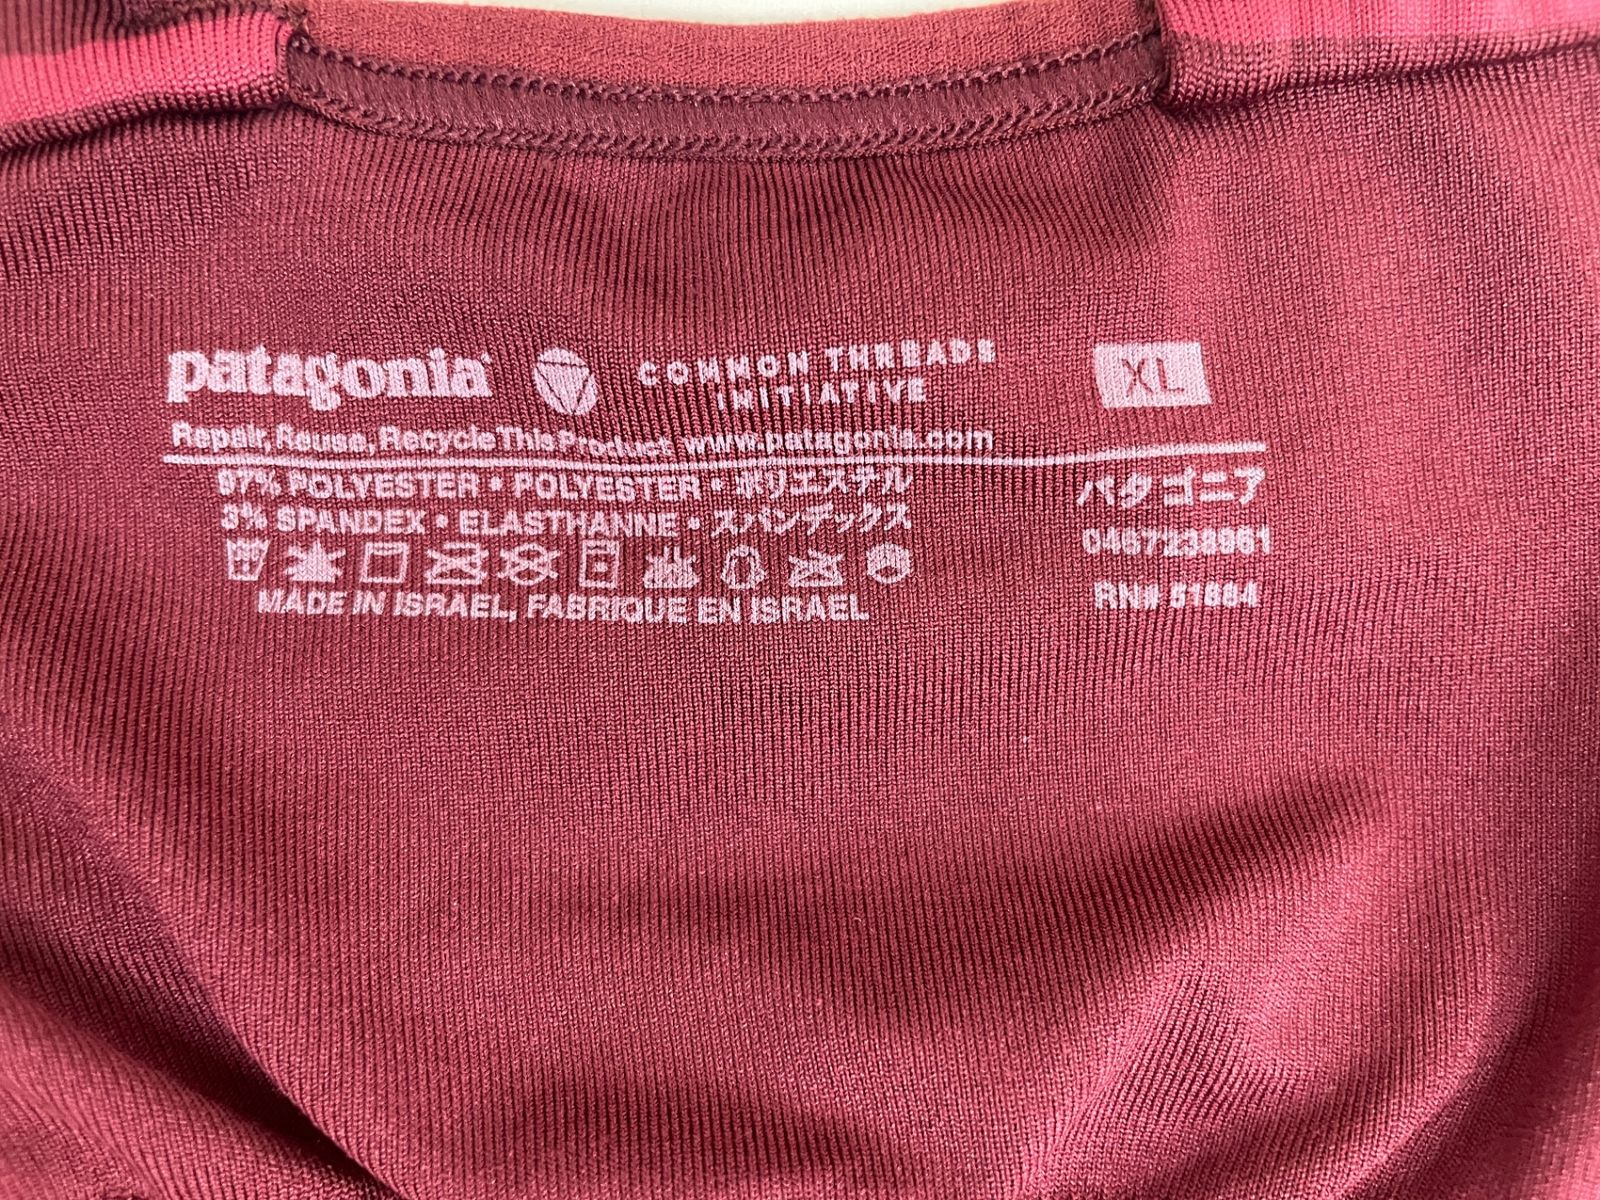 patagonia® COMMON THREADS INITIATIVE XL
Repair, Reuse, Recycle This Product www.patagonia.com
97% POLYESTER • POLYESTER • ポリエステル
3% SPANDEX • ELASTHANNE • スパンデックス
MADE IN ISRAEL, FABRIQUE EN ISRAEL
パタゴニア
RN# 51884